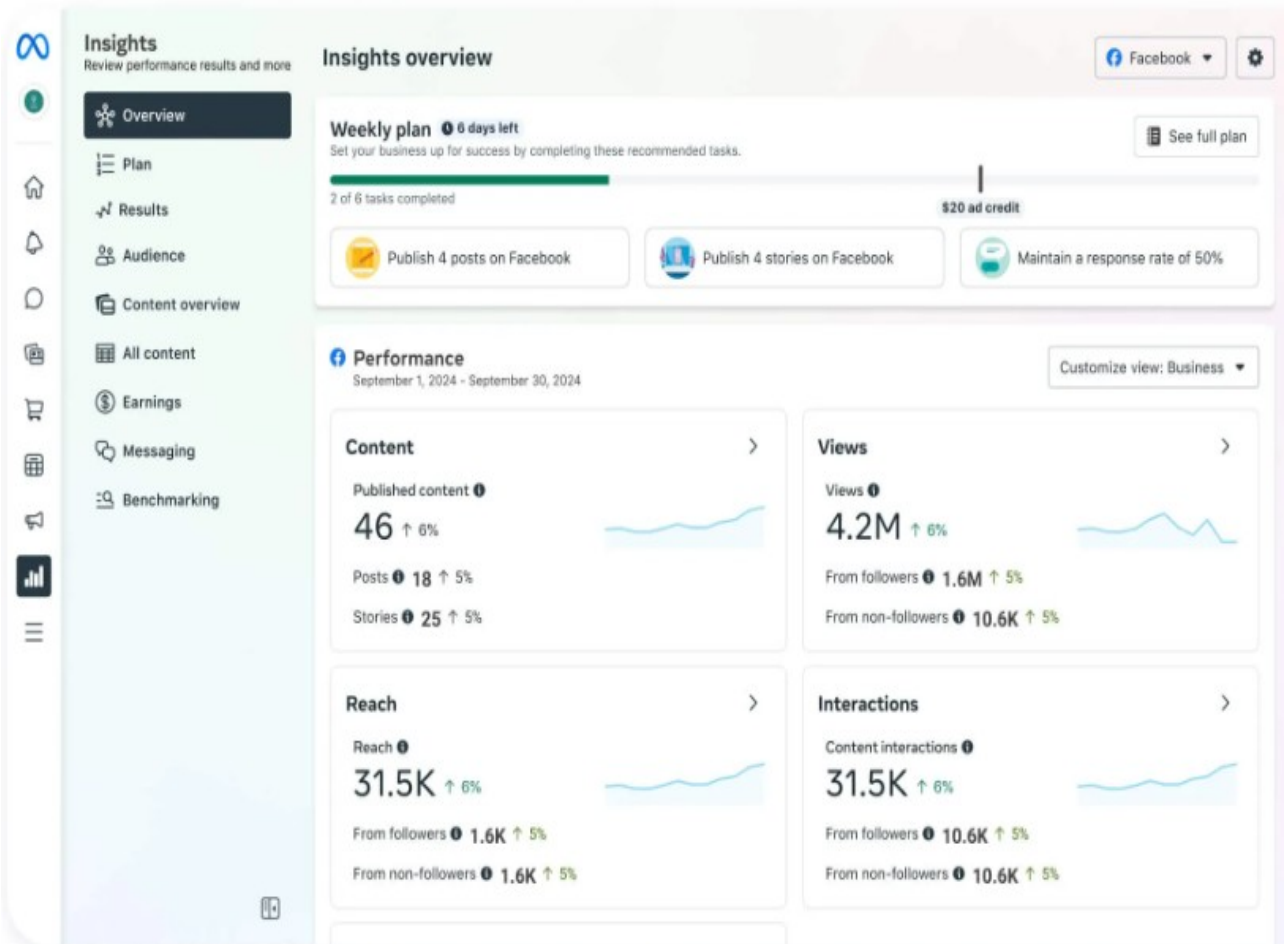 Insights
Review performance results and more
Overview
Plan
Results
Audience
Content overview
All content
Earnings
Messaging
Benchmarking
Insights overview
Facebook
Weekly plan 6 days left
Set your business up for success by completing these recommended tasks.
See full plan
2 of 6 tasks completed
$20 ad credit
Publish 4 posts on Facebook
Publish 4 stories on Facebook
Maintain a response rate of 50%
Performance
September 1, 2024 - September 30, 2024
Customize view: Business
Content
Published content
46 ↑ 6%
Posts 18 ↑ 5%
Stories 25 ↑ 5%
Views
Views
4.2M ↑ 6%
From followers 1.6M ↑ 5%
From non-followers 10.6K ↑ 5%
Reach
Reach
31.5K ↑ 6%
From followers 1.6K ↑ 5%
From non-followers 1.6K ↑ 5%
Interactions
Content interactions
31.5K ↑ 6%
From followers 10.6K ↑ 5%
From non-followers 10.6K ↑ 5%